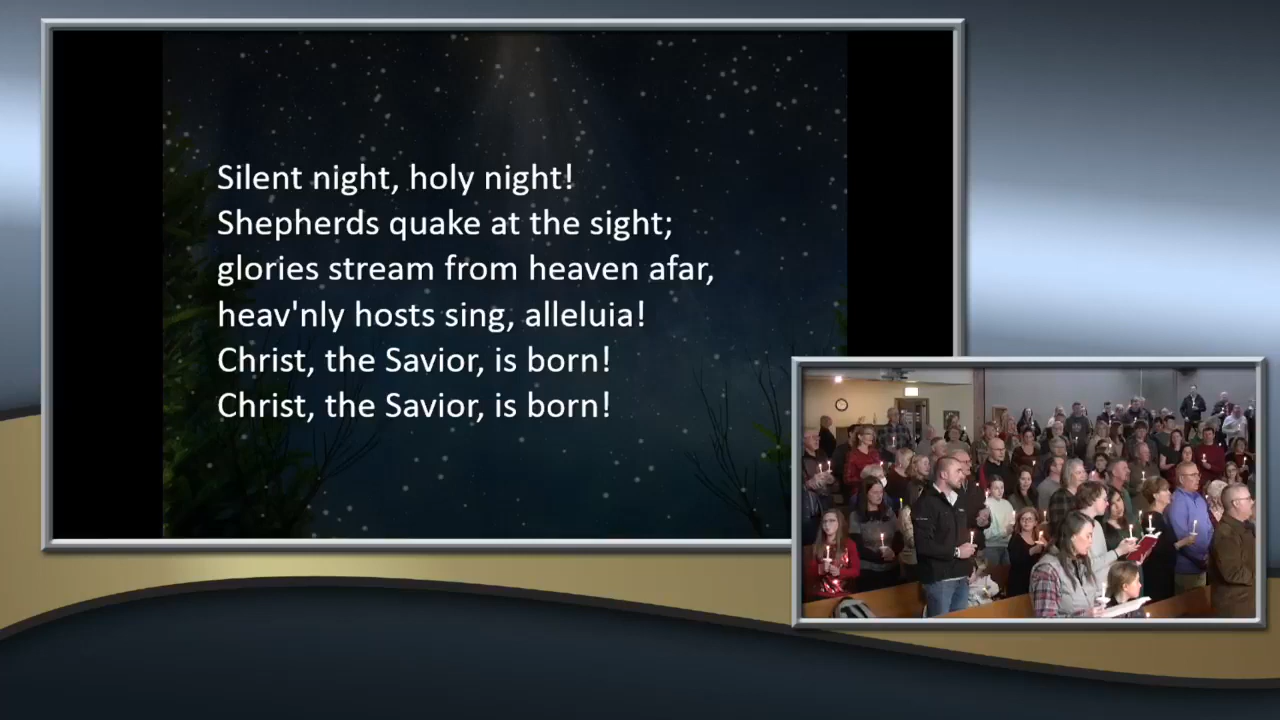 Silent night, holy night!
Shepherds quake at the sight;
glories stream from heaven afar,
heav'nly hosts sing, alleluia!
Christ, the Savior, is born!
Christ, the Savior, is born!